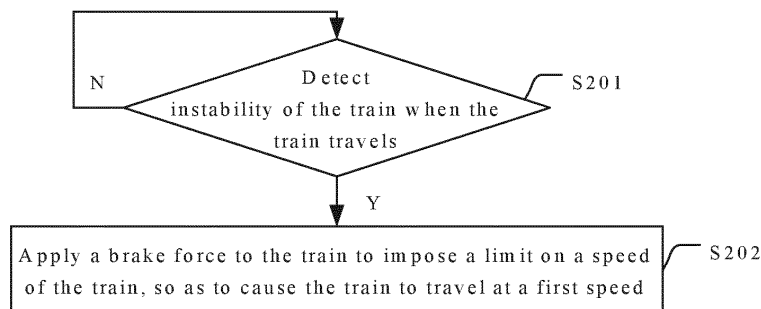 Detect
N
S201
instability of the train when the
train travels
Y
Apply a brake force to the train to impose a limit on a speed
S202
of the train, so as to cause the train to travel at a first speed